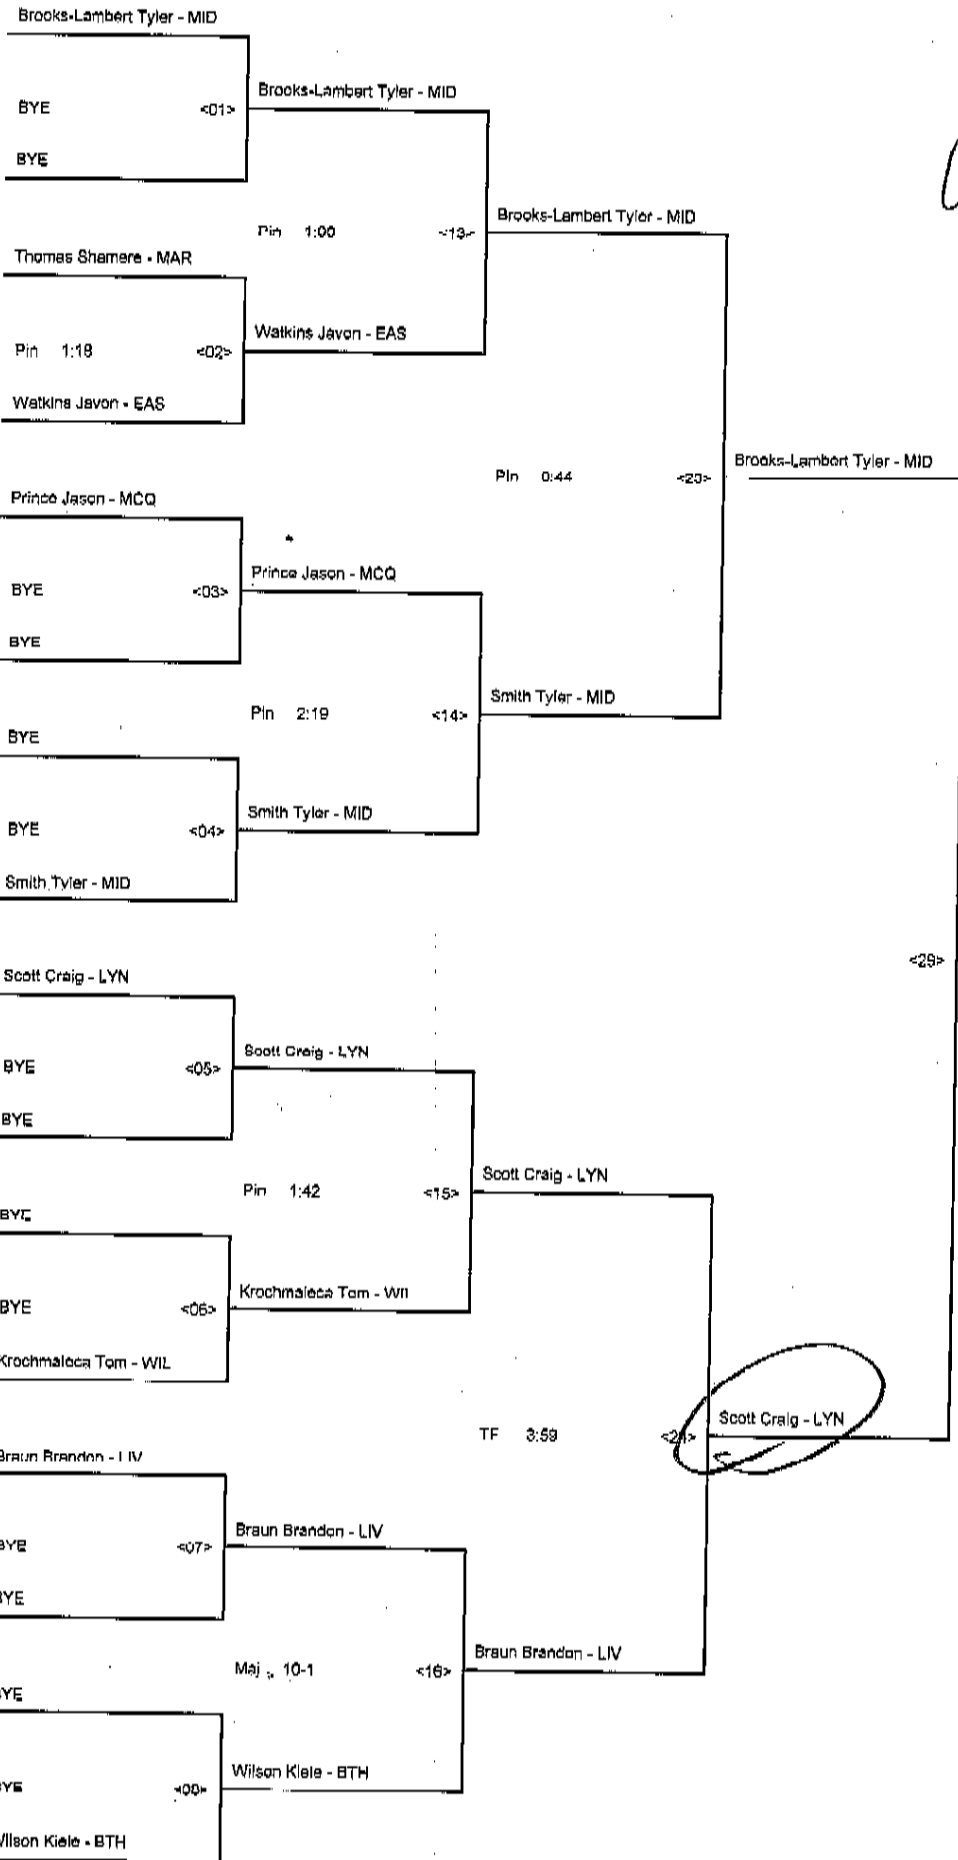 Brooks-Lambert Tyler - MID
BYE <01>
BYE
Brooks-Lambert Tyler - MID
Pin 1:00 <13>
Thomas Shamere - MAR
Pin 1:18 <02>
Watkins Javon - EAS
Watkins Javon - EAS
Brooks-Lambert Tyler - MID
Pin 0:44 <23>
Brooks-Lambert Tyler - MID
Prince Jason - MCQ
BYE <03>
BYE
Prince Jason - MCQ
Pin 2:19 <14>
BYE
BYE <04>
Smith Tyler - MID
Smith Tyler - MID
Smith Tyler - MID
<29>
Scott Craig - LYN
BYE <05>
BYE
Scott Craig - LYN
Pin 1:42 <15>
BYE
BYE <06>
Krochmaleca Tom - WIL
Krochmaleca Tom - WIL
Scott Craig - LYN
TF 3:59 <24>
Scott Craig - LYN
Braun Brandon - LIV
BYE <07>
BYE
Braun Brandon - LIV
Maj 10-1 <16>
BYE
BYE <08>
Wilson Kiele - BTH
Wilson Kiele - BTH
Braun Brandon - LIV